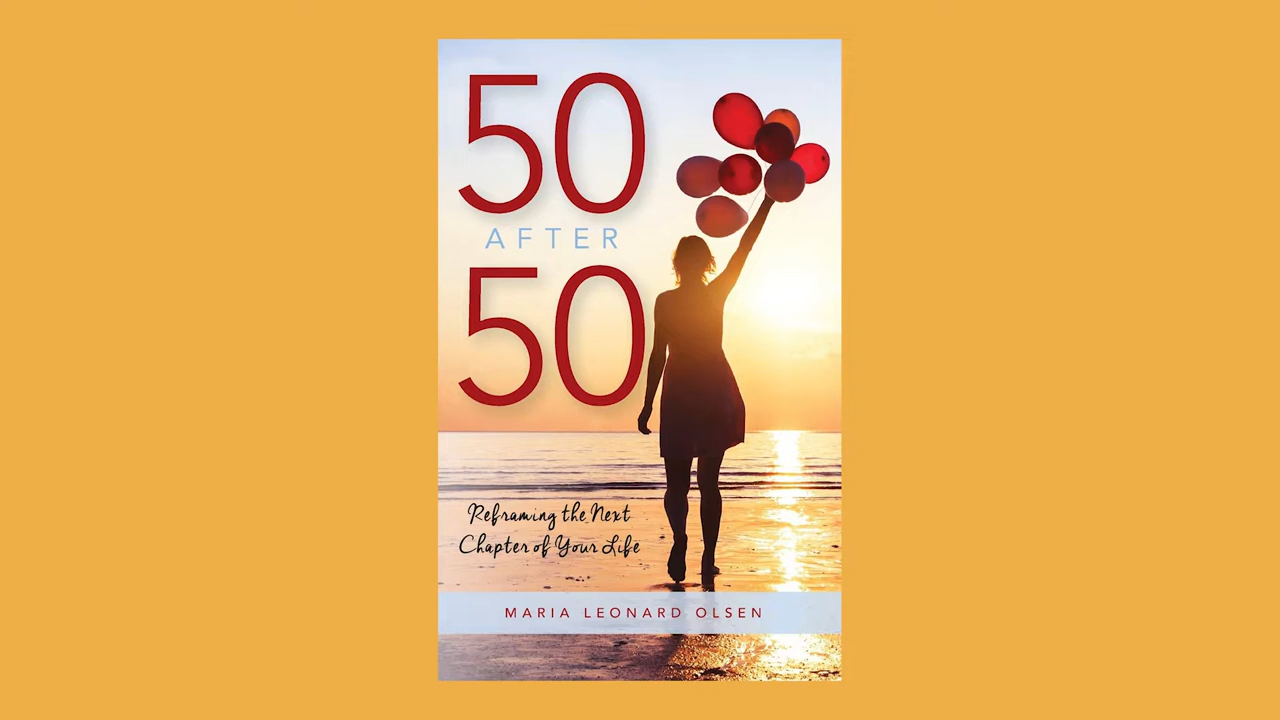 50
AFTER
50
Reframing the Next
Chapter of Your Life
MARIA LEONARD OLSEN